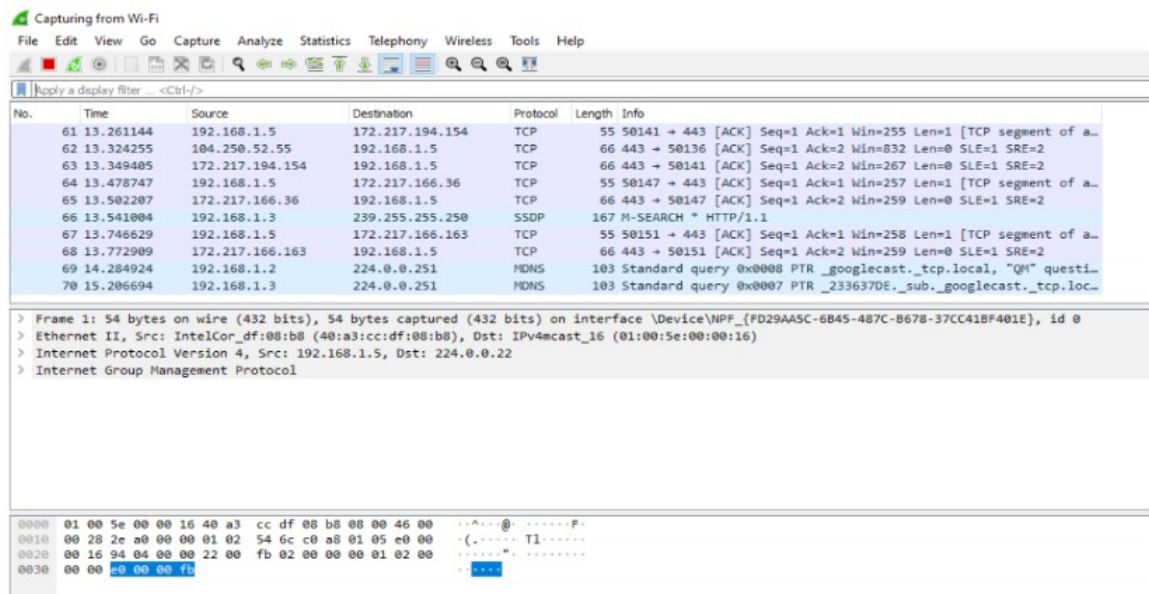 Capturing from Wi-Fi
File Edit View Go Capture Analyze Statistics Telephony Wireless Tools Help
Apply a display filter ... <Ctrl-/>
No. Time Source Destination Protocol Length Info
61 13.261144 192.168.1.5 172.217.194.154 TCP 55 50141 → 443 [ACK] Seq=1 Ack=1 Win=255 Len=1 [TCP segment of a…
62 13.324255 104.250.52.55 192.168.1.5 TCP 66 443 → 50136 [ACK] Seq=1 Ack=2 Win=832 Len=0 SLE=1 SRE=2
63 13.349405 172.217.194.154 192.168.1.5 TCP 66 443 → 50141 [ACK] Seq=1 Ack=2 Win=267 Len=0 SLE=1 SRE=2
64 13.478747 192.168.1.5 172.217.166.36 TCP 55 50147 → 443 [ACK] Seq=1 Ack=1 Win=257 Len=1 [TCP segment of a…
65 13.502207 172.217.166.36 192.168.1.5 TCP 66 443 → 50147 [ACK] Seq=1 Ack=2 Win=259 Len=0 SLE=1 SRE=2
66 13.541004 192.168.1.3 239.255.255.250 SSDP 167 M-SEARCH * HTTP/1.1
67 13.746629 192.168.1.5 172.217.166.163 TCP 55 50151 → 443 [ACK] Seq=1 Ack=1 Win=258 Len=1 [TCP segment of a…
68 13.772909 172.217.166.163 192.168.1.5 TCP 66 443 → 50151 [ACK] Seq=1 Ack=2 Win=259 Len=0 SLE=1 SRE=2
69 14.284924 192.168.1.2 224.0.0.251 MDNS 103 Standard query 0x0008 PTR _googlecast._tcp.local, "QM" questi…
70 15.206694 192.168.1.3 224.0.0.251 MDNS 103 Standard query 0x0007 PTR _233637DE._sub._googlecast._tcp.loc…
> Frame 1: 54 bytes on wire (432 bits), 54 bytes captured (432 bits) on interface \Device\NPF_{FD29AA5C-6B45-487C-B678-37CC41BF401E}, id 0
> Ethernet II, Src: IntelCor_df:08:b8 (40:a3:cc:df:08:b8), Dst: IPv4mcast_16 (01:00:5e:00:00:16)
> Internet Protocol Version 4, Src: 192.168.1.5, Dst: 224.0.0.22
> Internet Group Management Protocol
0000 01 00 5e 00 00 16 40 a3 cc df 08 b8 08 00 46 00 ··^···@· ······F·
0010 00 28 2e a0 00 00 01 02 54 6c c0 a8 01 05 e0 00 ·(.····· Tl······
0020 00 16 94 04 00 00 22 00 fb 02 00 00 00 01 02 00 ······"· ········
0030 00 00 e0 00 00 fb ······